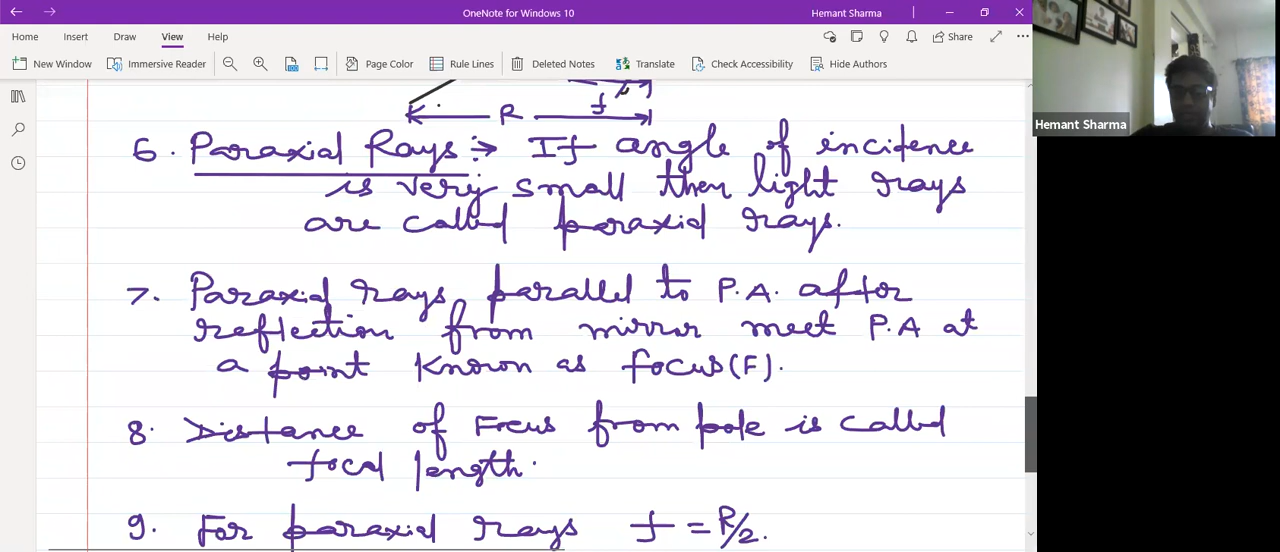 OneNote for Windows 10
Hemant Sharma
Home Insert Draw View Help
Share
New Window Immersive Reader Page Color Rule Lines Deleted Notes Translate Check Accessibility Hide Authors
Hemant Sharma
R f
6. Paraxial Rays :→ If angle of incidence
is very small then light rays
are called paraxial rays.
7. Paraxial rays parallel to P.A. after
reflection from mirror meet P.A at
a point known as focus (F).
8. Distance of Focus from pole is called
focal length.
9. For paraxial rays f = R/2.